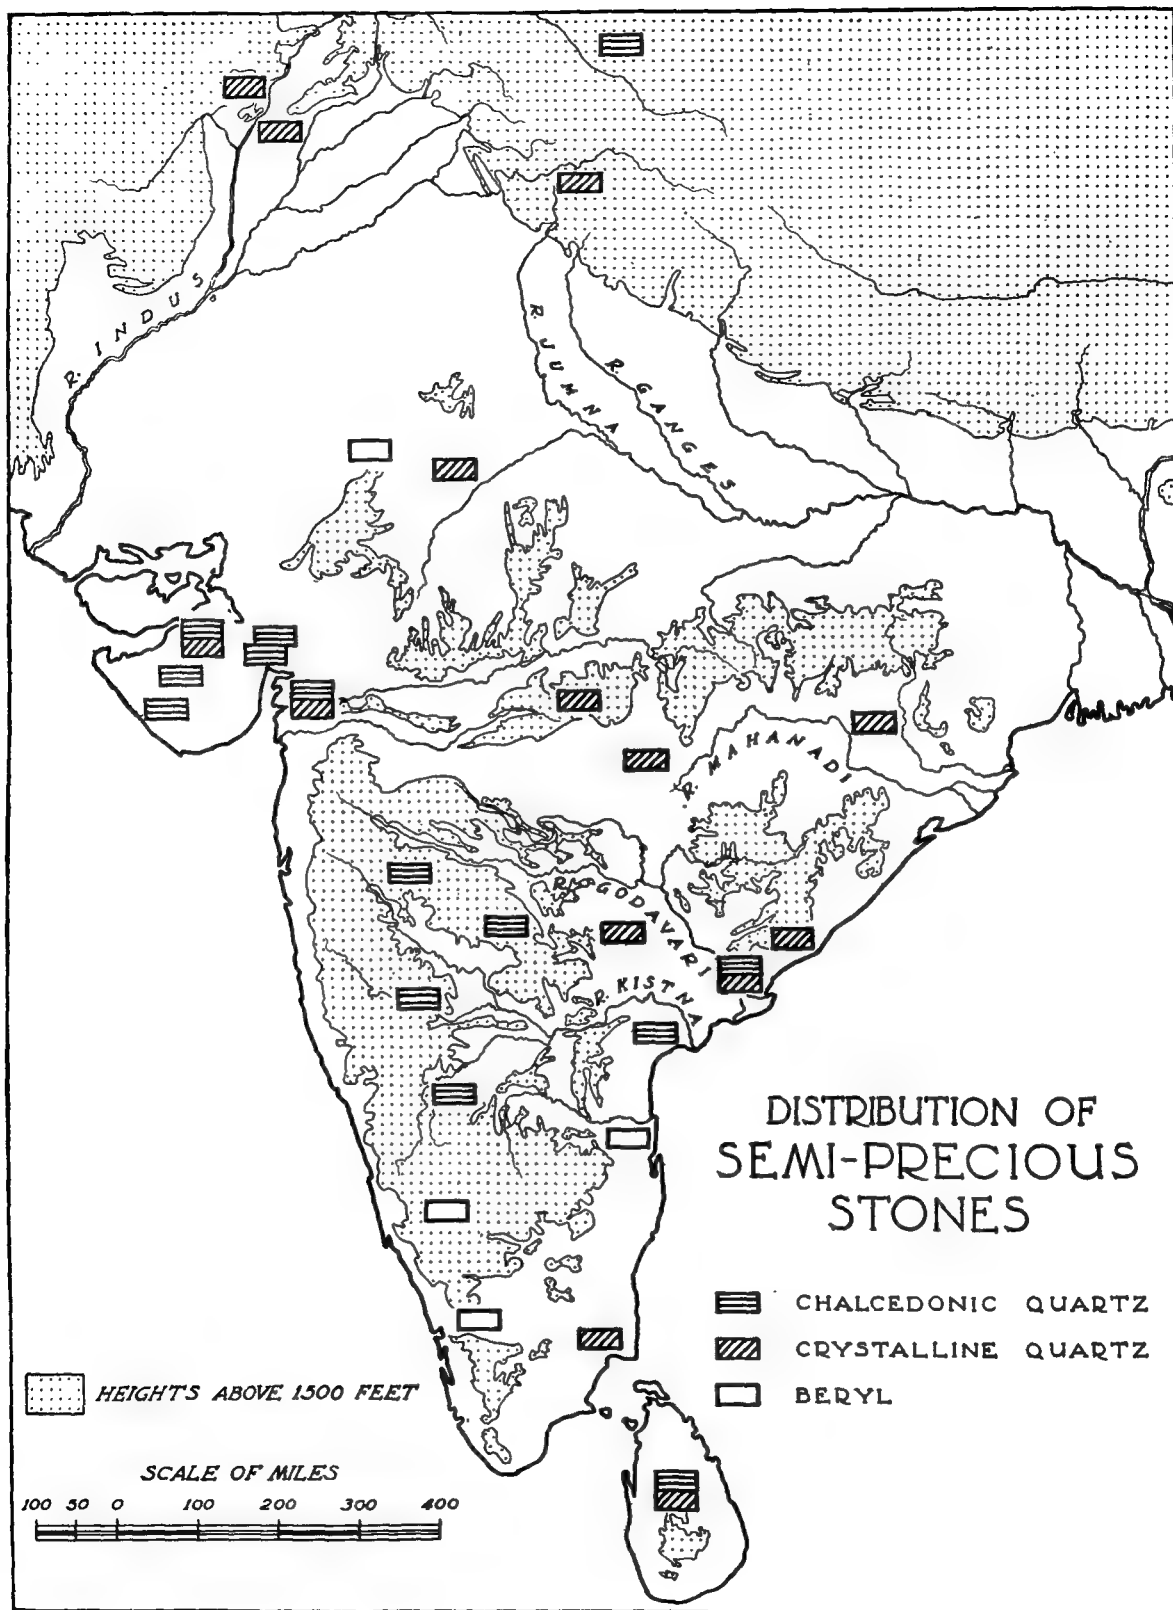 R. INDUS
R. JUMNA
R. GANGES
R. MAHANADI
R. GODAVARI
R. KISTNA
DISTRIBUTION OF
SEMI-PRECIOUS
STONES
CHALCEDONIC QUARTZ
CRYSTALLINE QUARTZ
BERYL
HEIGHTS ABOVE 1500 FEET
SCALE OF MILES
100 50 0 100 200 300 400